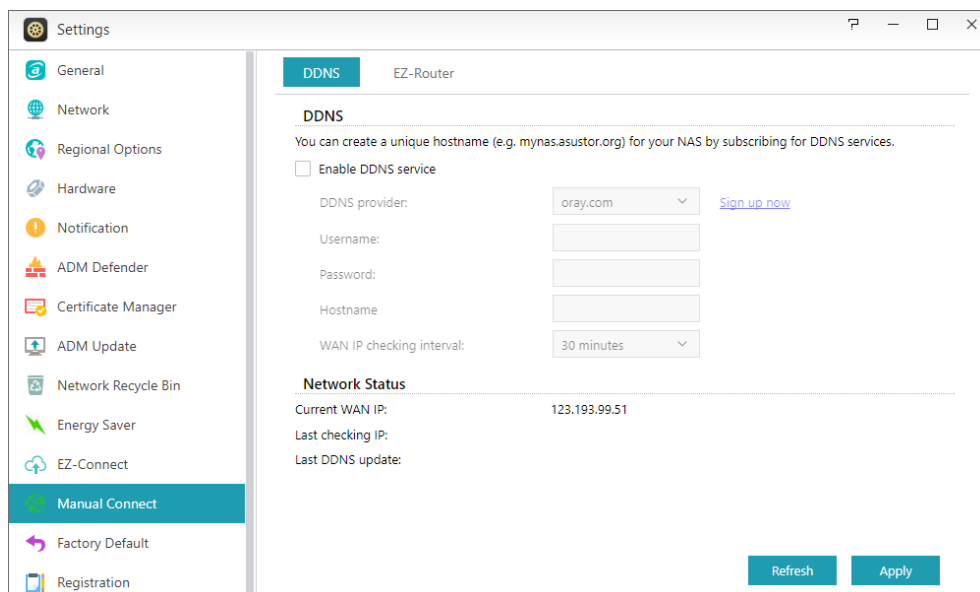 Settings
General
Network
Regional Options
Hardware
Notification
ADM Defender
Certificate Manager
ADM Update
Network Recycle Bin
Energy Saver
EZ-Connect
Manual Connect
Factory Default
Registration
DDNS EZ-Router
DDNS
You can create a unique hostname (e.g. mynas.asustor.org) for your NAS by subscribing for DDNS services.
Enable DDNS service
DDNS provider: oray.com Sign up now
Username:
Password:
Hostname
WAN IP checking interval: 30 minutes
Network Status
Current WAN IP: 123.193.99.51
Last checking IP:
Last DDNS update:
Refresh Apply